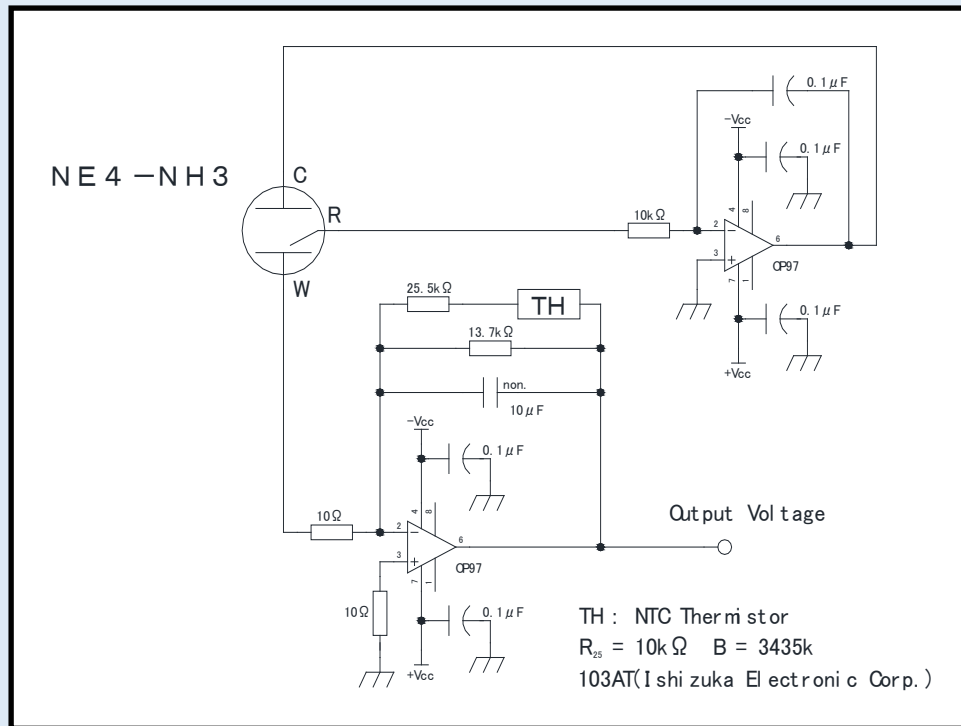 0.1μF
-Vcc
0.1μF
NE4-NH3
C
R
10kΩ
4
8
2
6
3
OP97
7
1
W
25.5kΩ
TH
0.1μF
13.7kΩ
+Vcc
non.
10μF
-Vcc
0.1μF
Output Voltage
10Ω
4
8
2
6
3
OP97
7
1
10Ω
0.1μF
+Vcc
TH : NTC Thermistor
R25 = 10kΩ B = 3435k
103AT(Ishizuka Electronic Corp.)